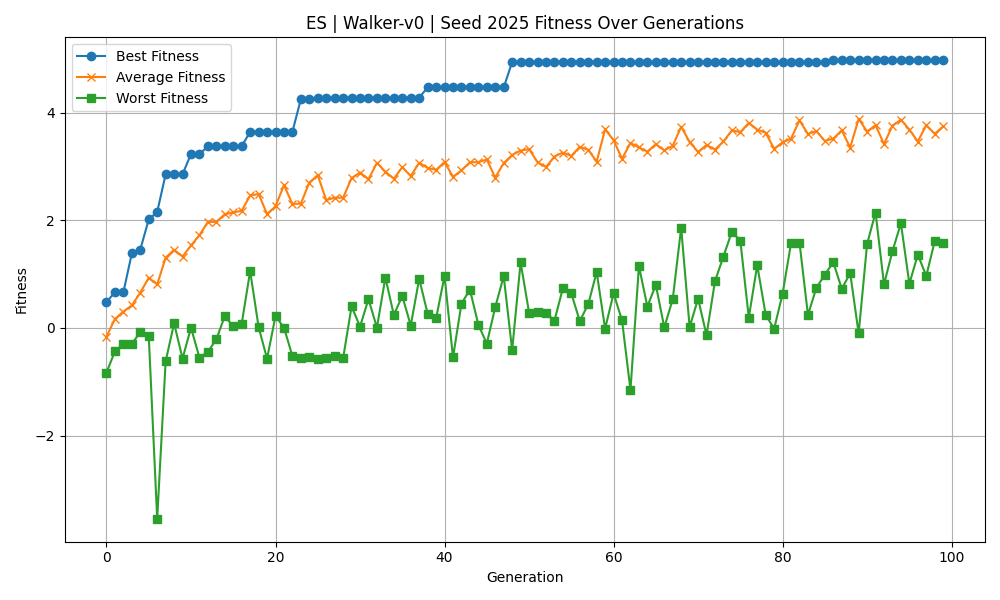 ES | Walker-v0 | Seed 2025 Fitness Over Generations
Best Fitness
Average Fitness
Worst Fitness
Fitness
4
2
0
−2
0
20
40
60
80
100
Generation